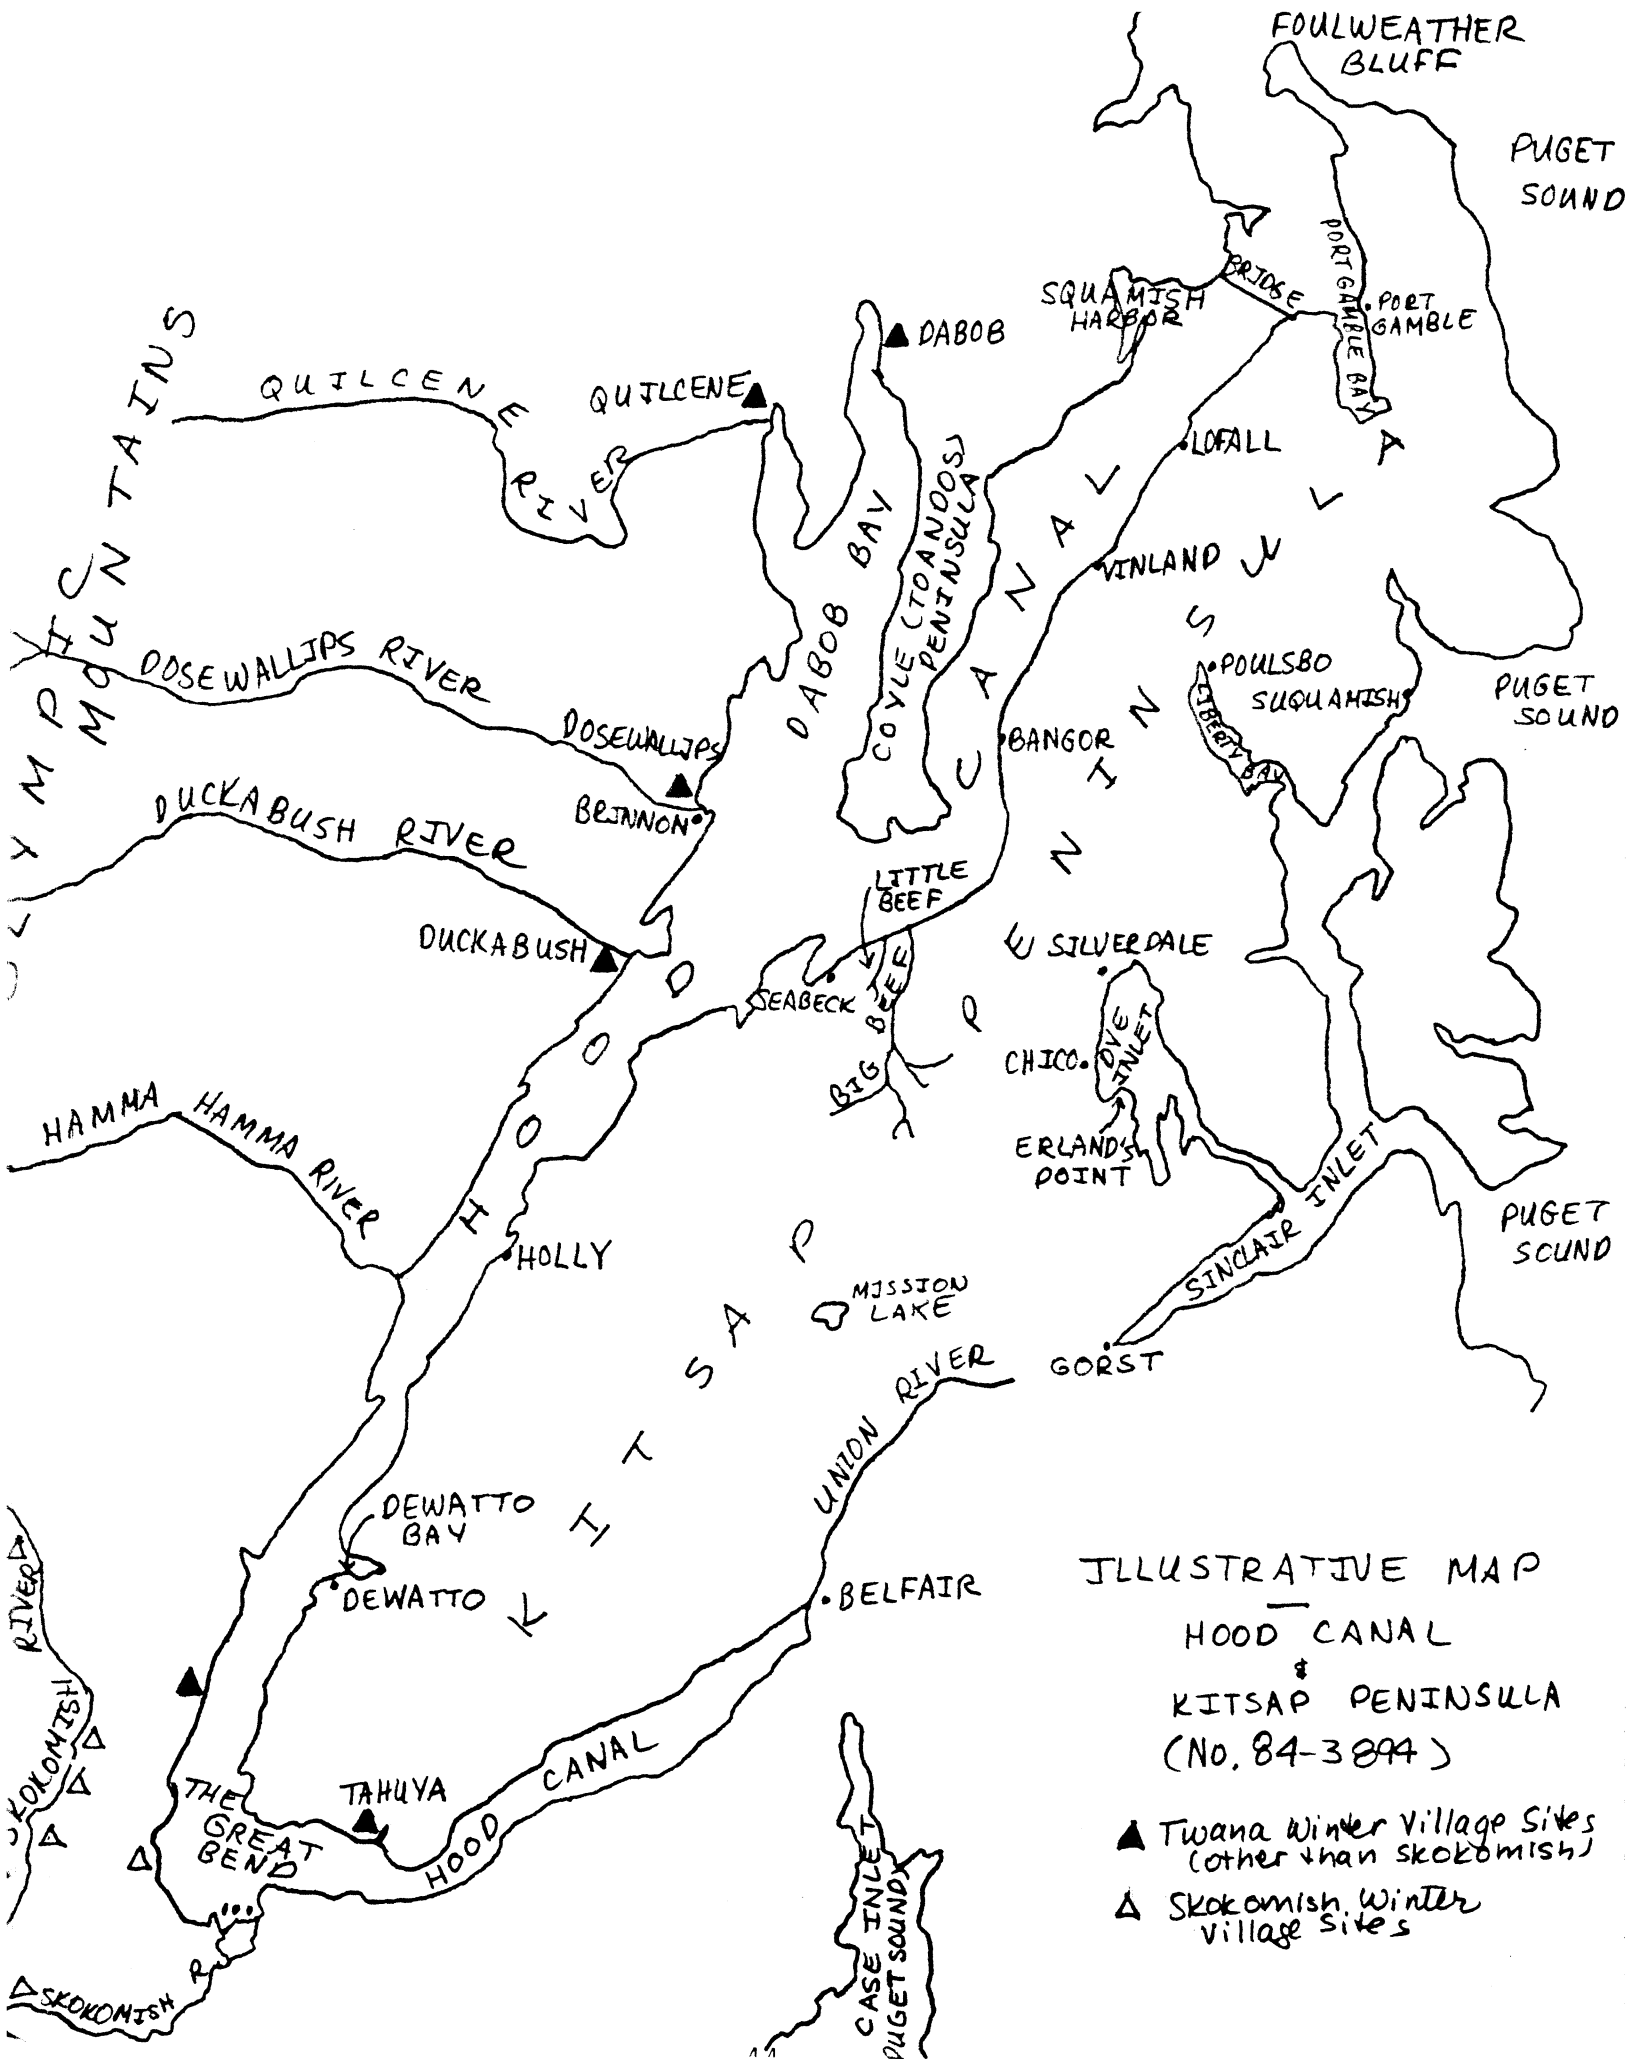 FOULWEATHER
BLUFF
PUGET
SOUND
PORT GAMBLE BAY
BRIDGE
SQUAMISH
HARBOR
PORT
GAMBLE
DABOB
QUILCENE
QUILCENE
RIVER
OLYMPIC
MOUNTAINS
LOFALL
VINLAND
DABOB BAY
COYLE (TOANDOS)
PENINSULA
DOSEWALLIPS RIVER
DOSEWALLIPS
BRINNON
POULSBO
SUQUAMISH
LIBERTY BAY
PUGET
SOUND
BANGOR
DUCKABUSH RIVER
DUCKABUSH
LITTLE
BEEF
SEABECK
BIG BEEF
SILVERDALE
DYE
INLET
CHICO
ERLAND'S
POINT
HAMMA HAMMA RIVER
HOOD CANAL
HOLLY
SINCLAIR INLET
PUGET
SOUND
MISSION
LAKE
GORST
UNION RIVER
KITSAP PENINSULA
DEWATTO
BAY
DEWATTO
BELFAIR
RIVER
SKOKOMISH
THE
GREAT
BEND
TAHUYA
HOOD CANAL
SKOKOMISH R
CASE INLET
PUGET SOUND)
ILLUSTRATIVE MAP
HOOD CANAL
&
KITSAP PENINSULA
(No. 84-3894)
▲ Twana Winter Village Sites
(other than Skokomish)
△ Skokomish Winter
Village Sites